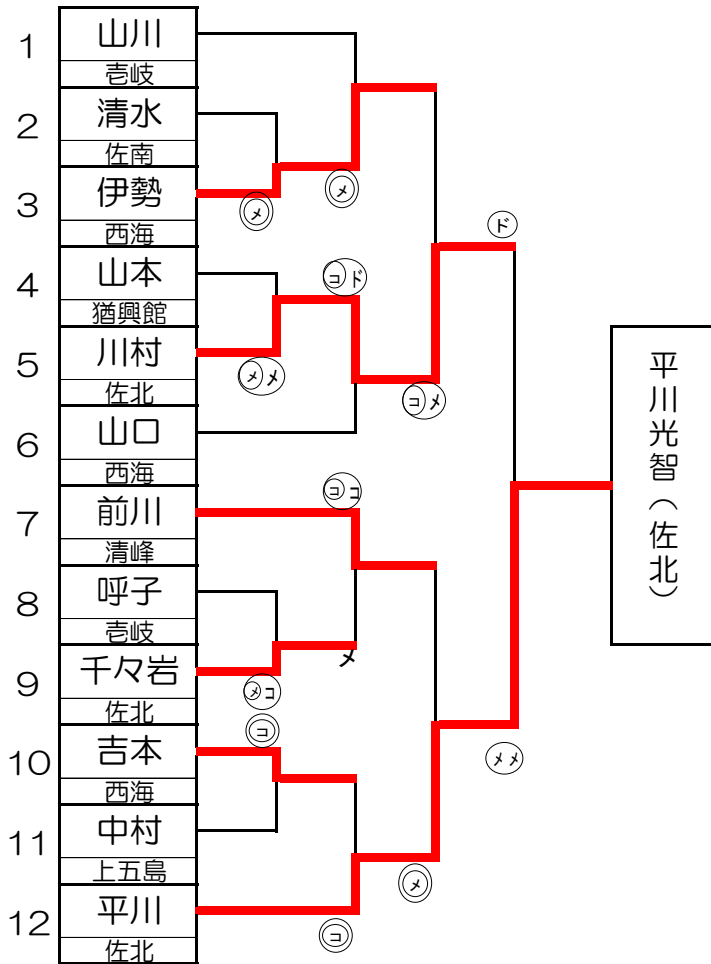 1
山川
壱岐
2
清水
佐南
3
伊勢
西海
メ
メ
4
山本
猶興館
コド
5
川村
佐北
メメ
コメ
6
山口
西海
ド
7
前川
清峰
ココ
8
呼子
壱岐
9
千々岩
佐北
メコ
メ
10
吉本
西海
コ
11
中村
上五島
メ
12
平川
佐北
コ
メメ
平川光智(佐北)